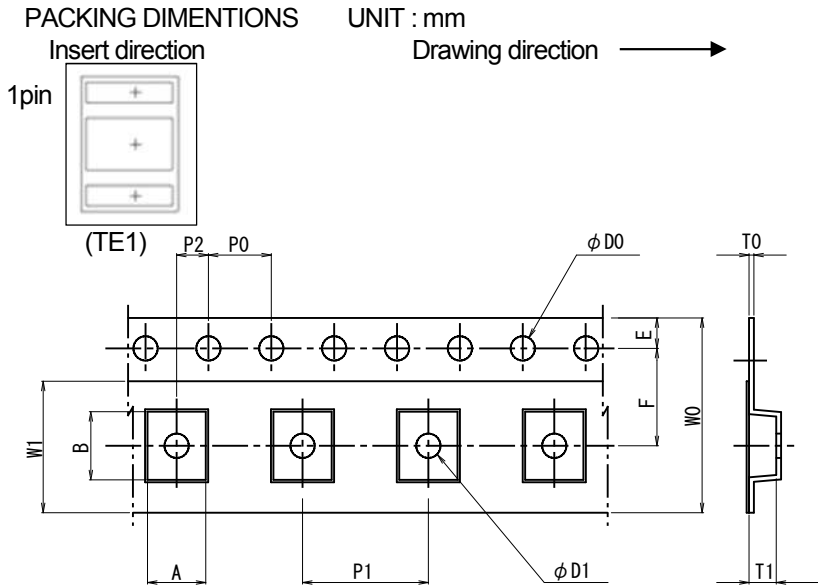 PACKING DIMENTIONS UNIT : mm
Insert direction Drawing direction
1pin
(TE1)
P2 P0 φD0 T0
E
F
W0
W1
B
A P1 φD1 T1